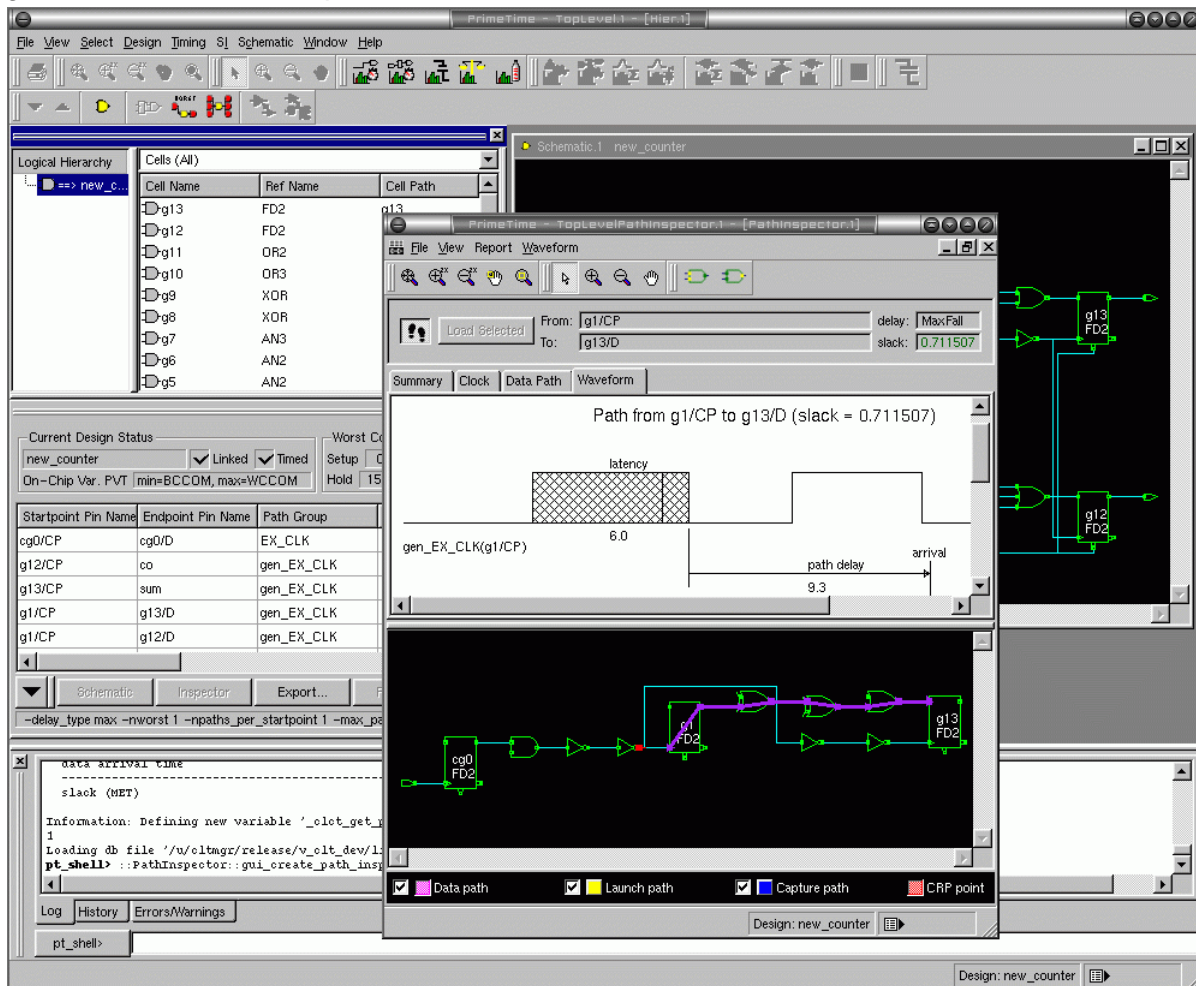 PrimeTime - TopLevel.1 - [Hier.1]
File View Select Design Timing SI Schematic Window Help
Logical Hierarchy
==> new_c...
Cells (All)
Cell Name Ref Name Cell Path
g13 FD2 g13
g12 FD2
g11 OR2
g10 OR3
g9 XOR
g8 XOR
g7 AN3
g6 AN2
g5 AN2
Schematic.1 new_counter
g13
FD2
g12
FD2
Current Design Status
new_counter Linked Timed
On-Chip Var. PVT min=BCCOM, max=WCCOM
Worst Co
Setup
Hold 15
Startpoint Pin Name Endpoint Pin Name Path Group
cg0/CP cg0/D EX_CLK
g12/CP co gen_EX_CLK
g13/CP sum gen_EX_CLK
g1/CP g13/D gen_EX_CLK
g1/CP g12/D gen_EX_CLK
Schematic Inspector Export...
-delay_type max -nworst 1 -npaths_per_startpoint 1 -max_pa
data arrival time
slack (MET)
Information: Defining new variable '_clct_get_p
1
Loading db file '/u/cltmgr/release/v_clt_dev/li
pt_shell> ::PathInspector::gui_create_path_insp
Log History Errors/Warnings
pt_shell>
Design: new_counter
PrimeTime - TopLevelPathInspector.1 - [PathInspector.1]
File View Report Waveform
Load Selected
From: g1/CP delay: MaxFall
To: g13/D slack: 0.711507
Summary Clock Data Path Waveform
Path from g1/CP to g13/D (slack = 0.711507)
latency
6.0
gen_EX_CLK(g1/CP)
arrival
path delay
9.3
g1
FD2
g13
FD2
cg0
FD2
Data path Launch path Capture path CRP point
Design: new_counter